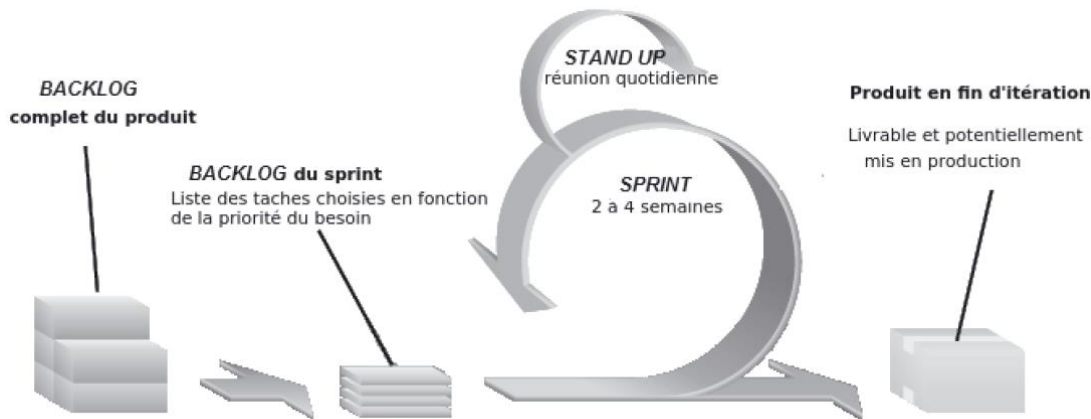 BACKLOG
complet du produit
BACKLOG du sprint
Liste des taches choisies en fonction
de la priorité du besoin
STAND UP
réunion quotidienne
SPRINT
2 à 4 semaines
Produit en fin d'itération
Livrable et potentiellement
mis en production